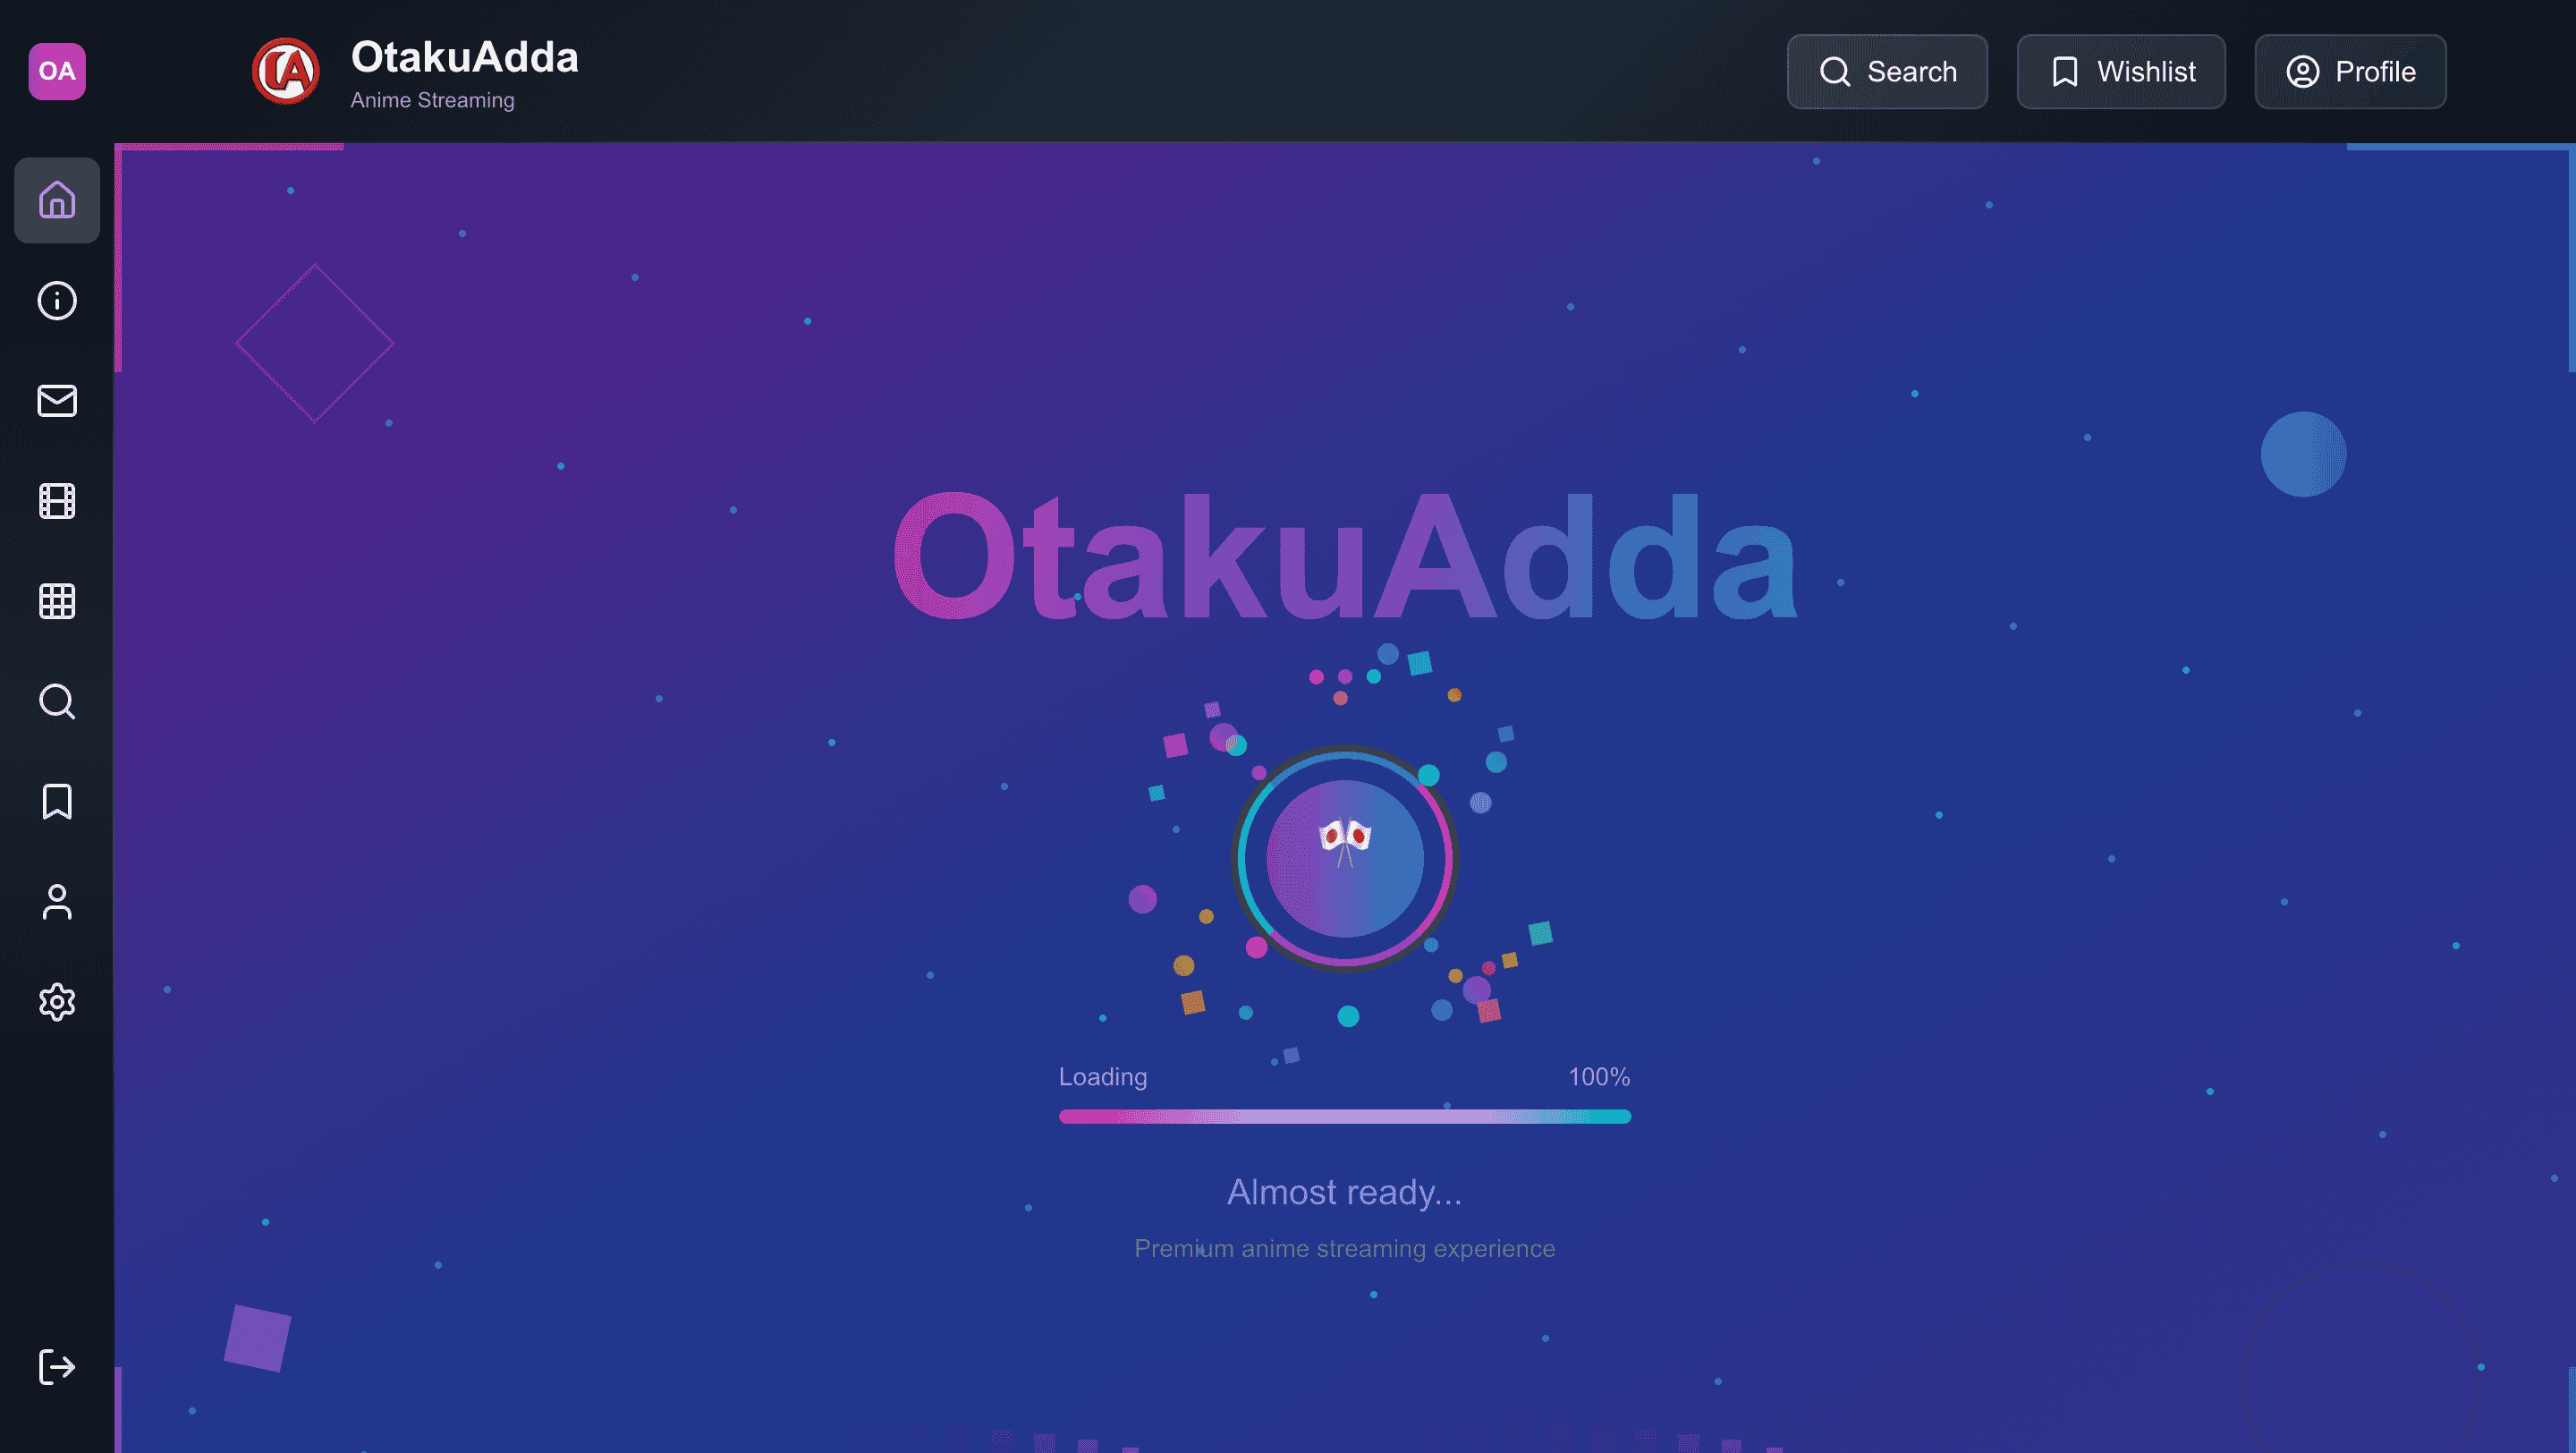 OA
OtakuAdda
Anime Streaming
Search
Wishlist
Profile
OtakuAdda
Loading
100%
Almost ready...
Premium anime streaming experience